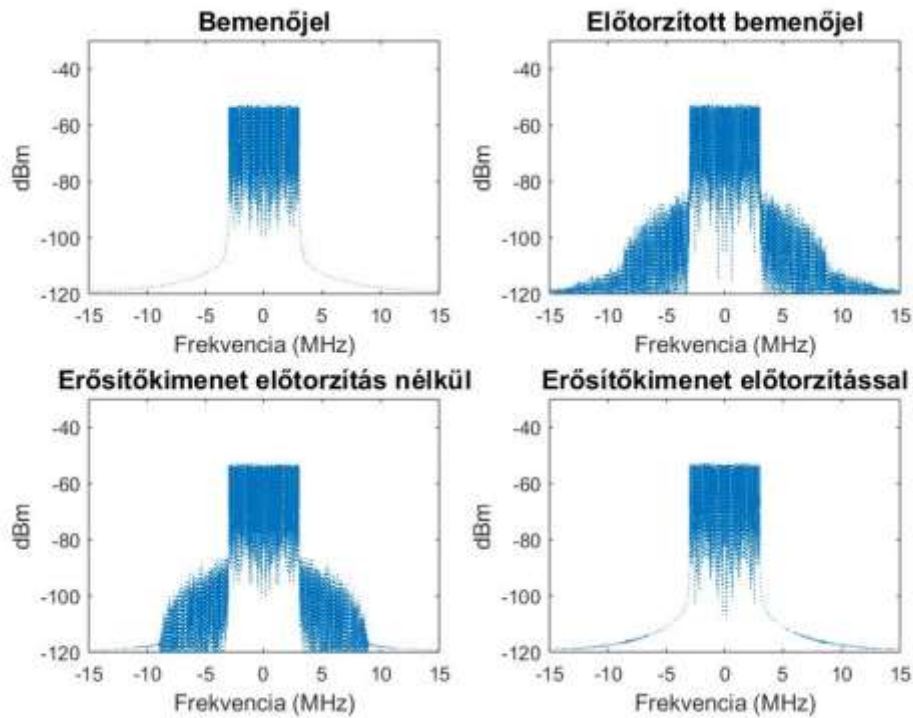 Bemenőjel
-40
-60
-80
-100
-120
dBm
-15 -10 -5 0 5 10 15
Frekvencia (MHz)
Előtorzított bemenőjel
-40
-60
-80
-100
-120
dBm
-15 -10 -5 0 5 10 15
Frekvencia (MHz)
Erősítőkimenet előtorzítás nélkül
-40
-60
-80
-100
-120
dBm
-15 -10 -5 0 5 10 15
Frekvencia (MHz)
Erősítőkimenet előtorzítással
-40
-60
-80
-100
-120
dBm
-15 -10 -5 0 5 10 15
Frekvencia (MHz)